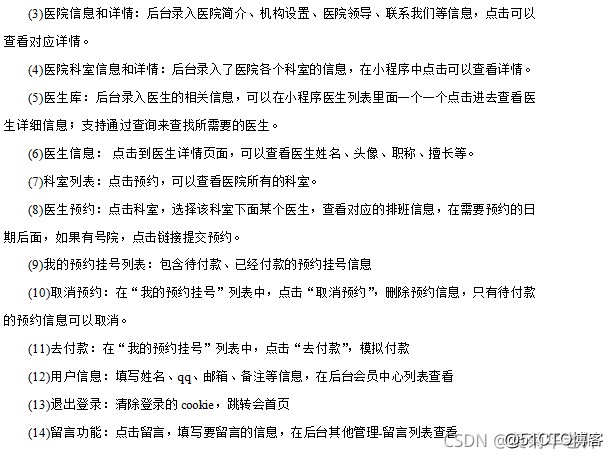 (3)医院信息和详情：后台录入医院简介、机构设置、医院领导、联系我们等信息，点击可以
查看对应详情。
(4)医院科室信息和详情：后台录入了医院各个科室的信息，在小程序中点击可以查看详情。
(5)医生库：后台录入医生的相关信息，可以在小程序医生列表里面一个一个点击进去查看医
生详细信息；支持通过查询来查找所需要的医生。
(6)医生信息： 点击到医生详情页面，可以查看医生姓名、头像、职称、擅长等。
(7)科室列表：点击预约，可以查看医院所有的科室。
(8)医生预约：点击科室，选择该科室下面某个医生，查看对应的排班信息，在需要预约的日
期后面，如果有号院，点击链接提交预约。
(9)我的预约挂号列表：包含待付款、已经付款的预约挂号信息
(10)取消预约：在“我的预约挂号”列表中，点击“取消预约”，删除预约信息，只有待付款
的预约信息可以取消。
(11)去付款：在“我的预约挂号”列表中，点击“去付款”，模拟付款
(12)用户信息：填写姓名、qq、邮箱、备注等信息，在后台会员中心列表查看
(13)退出登录：清除登录的 cookie，跳转会首页
(14)留言功能：点击留言，填写要留言的信息，在后台其他管理-留言列表查看
CSDN @51CTO博客